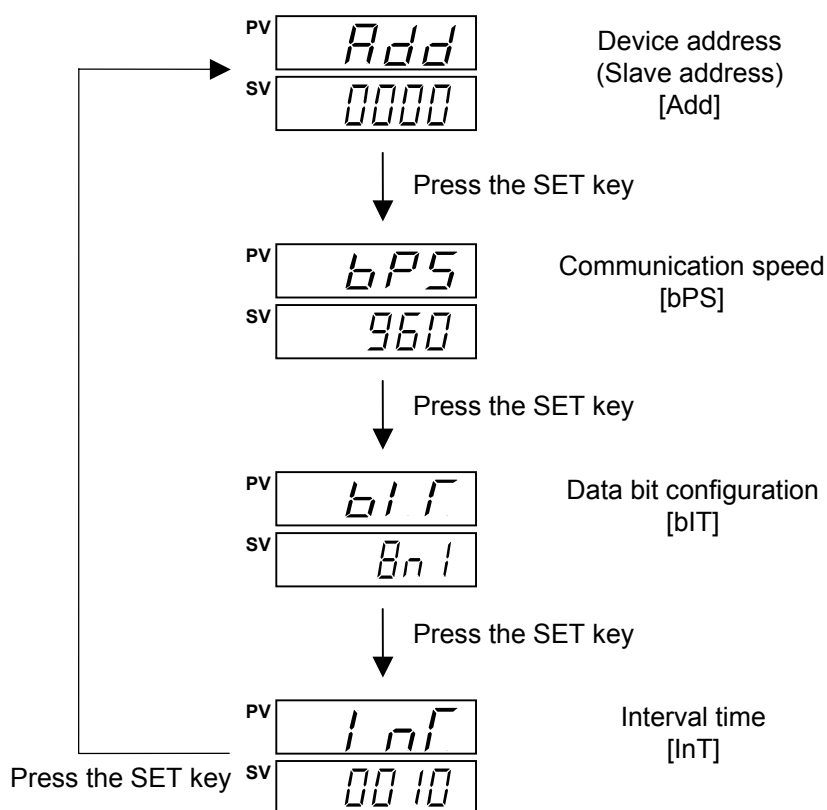 PV Add
SV 0000
Device address
(Slave address)
[Add]
Press the SET key
PV bPS
SV 960
Communication speed
[bPS]
Press the SET key
PV bIT
SV 8n1
Data bit configuration
[bIT]
Press the SET key
PV InT
SV 0010
Interval time
[InT]
Press the SET key